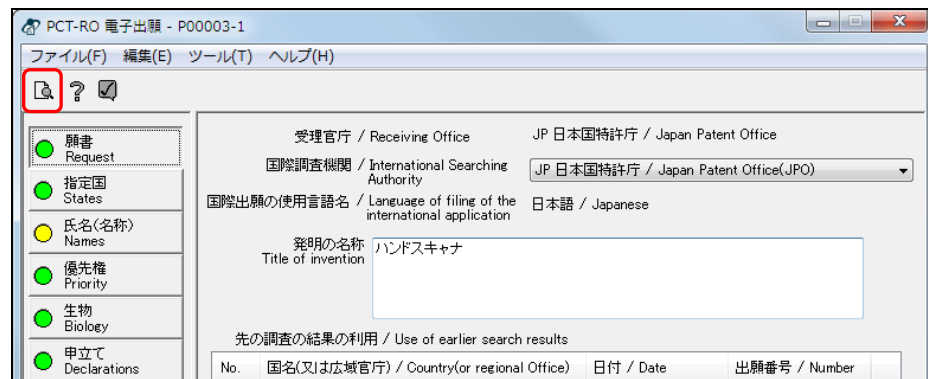 PCT-RO 電子出願 - P00003-1
ファイル(F) 編集(E) ツール(T) ヘルプ(H)
願書
Request
指定国
States
氏名(名称)
Names
優先権
Priority
生物
Biology
申立て
Declarations
受理官庁 / Receiving Office JP 日本国特許庁 / Japan Patent Office
国際調査機関 / International Searching
Authority
JP 日本国特許庁 / Japan Patent Office(JPO)
国際出願の使用言語名 / Language of filing of the
international application
日本語 / Japanese
発明の名称
Title of invention
ハンドスキャナ
先の調査の結果の利用 / Use of earlier search results
No. 国名(又は広域官庁) / Country(or regional Office) 日付 / Date 出願番号 / Number